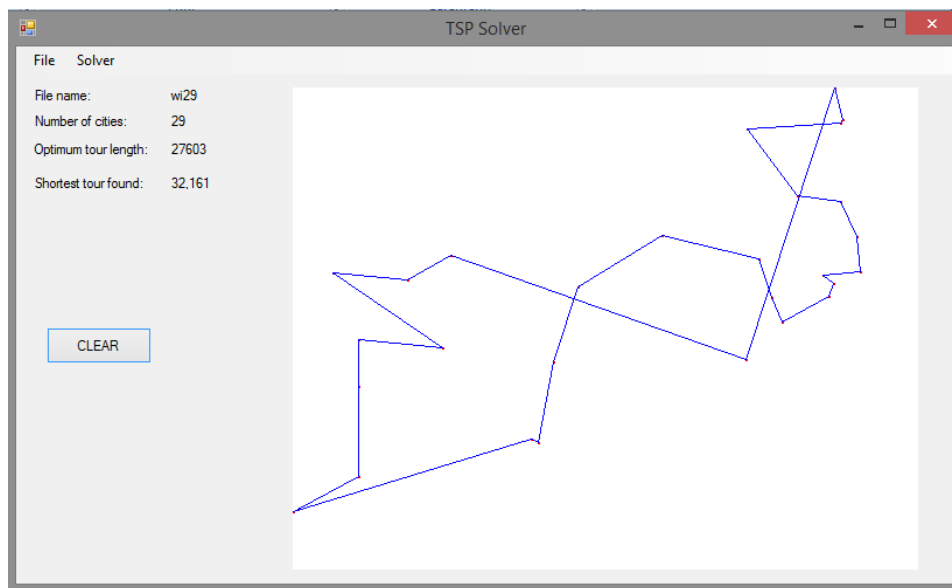 TSP Solver
File Solver
File name: wi29
Number of cities: 29
Optimum tour length: 27603
Shortest tour found: 32,161
CLEAR